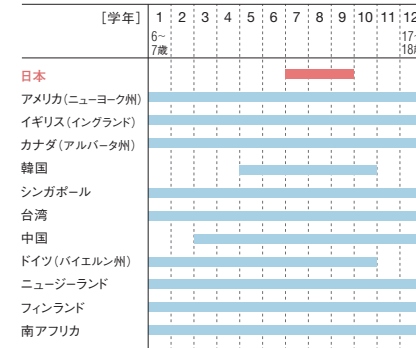 [学年] 1 2 3 4 5 6 7 8 9 10 11 12
6~ 17~
7歳 18歳
日本
アメリカ(ニューヨーク州)
イギリス(イングランド)
カナダ(アルバータ州)
韓国
シンガポール
台湾
中国
ドイツ(バイエルン州)
ニュージーランド
フィンランド
南アフリカ